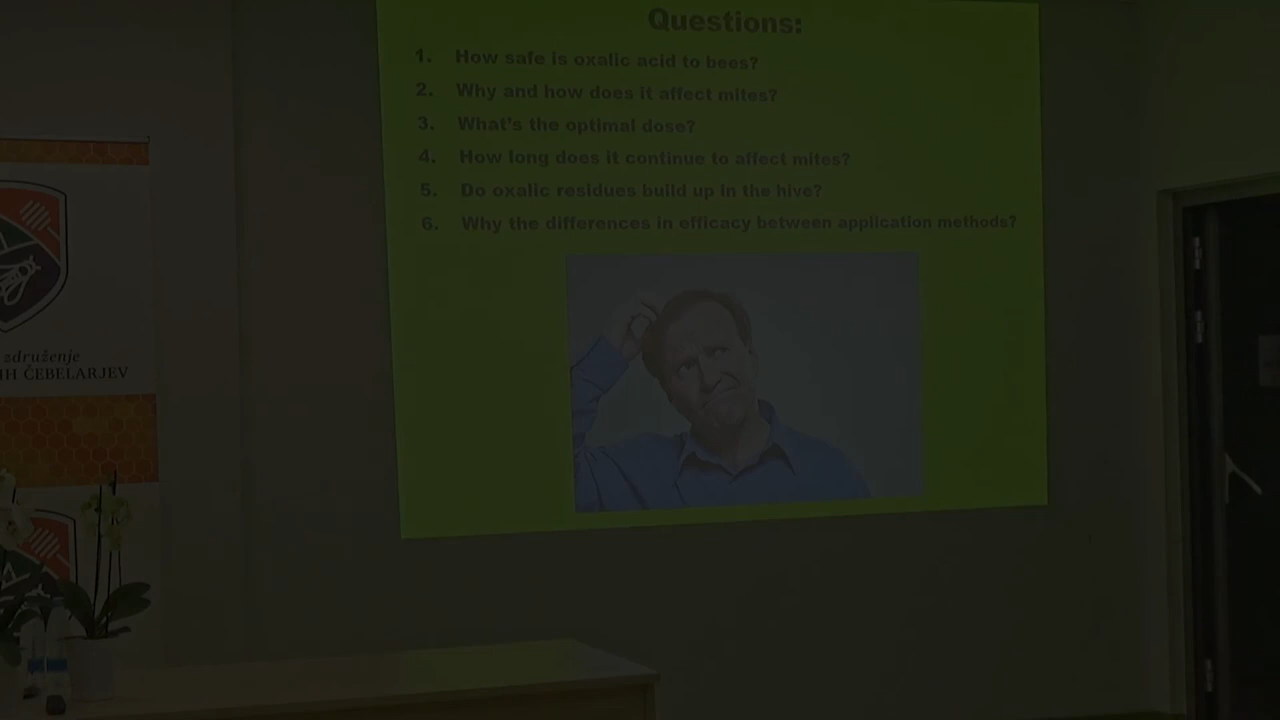 Questions:
1. How safe is oxalic acid to bees?
2. Why and how does it affect mites?
3. What's the optimal dose?
4. How long does it continue to affect mites?
5. Do oxalic residues build up in the hive?
6. Why the differences in efficacy between application methods?
združenje
IH ČEBELARJEV